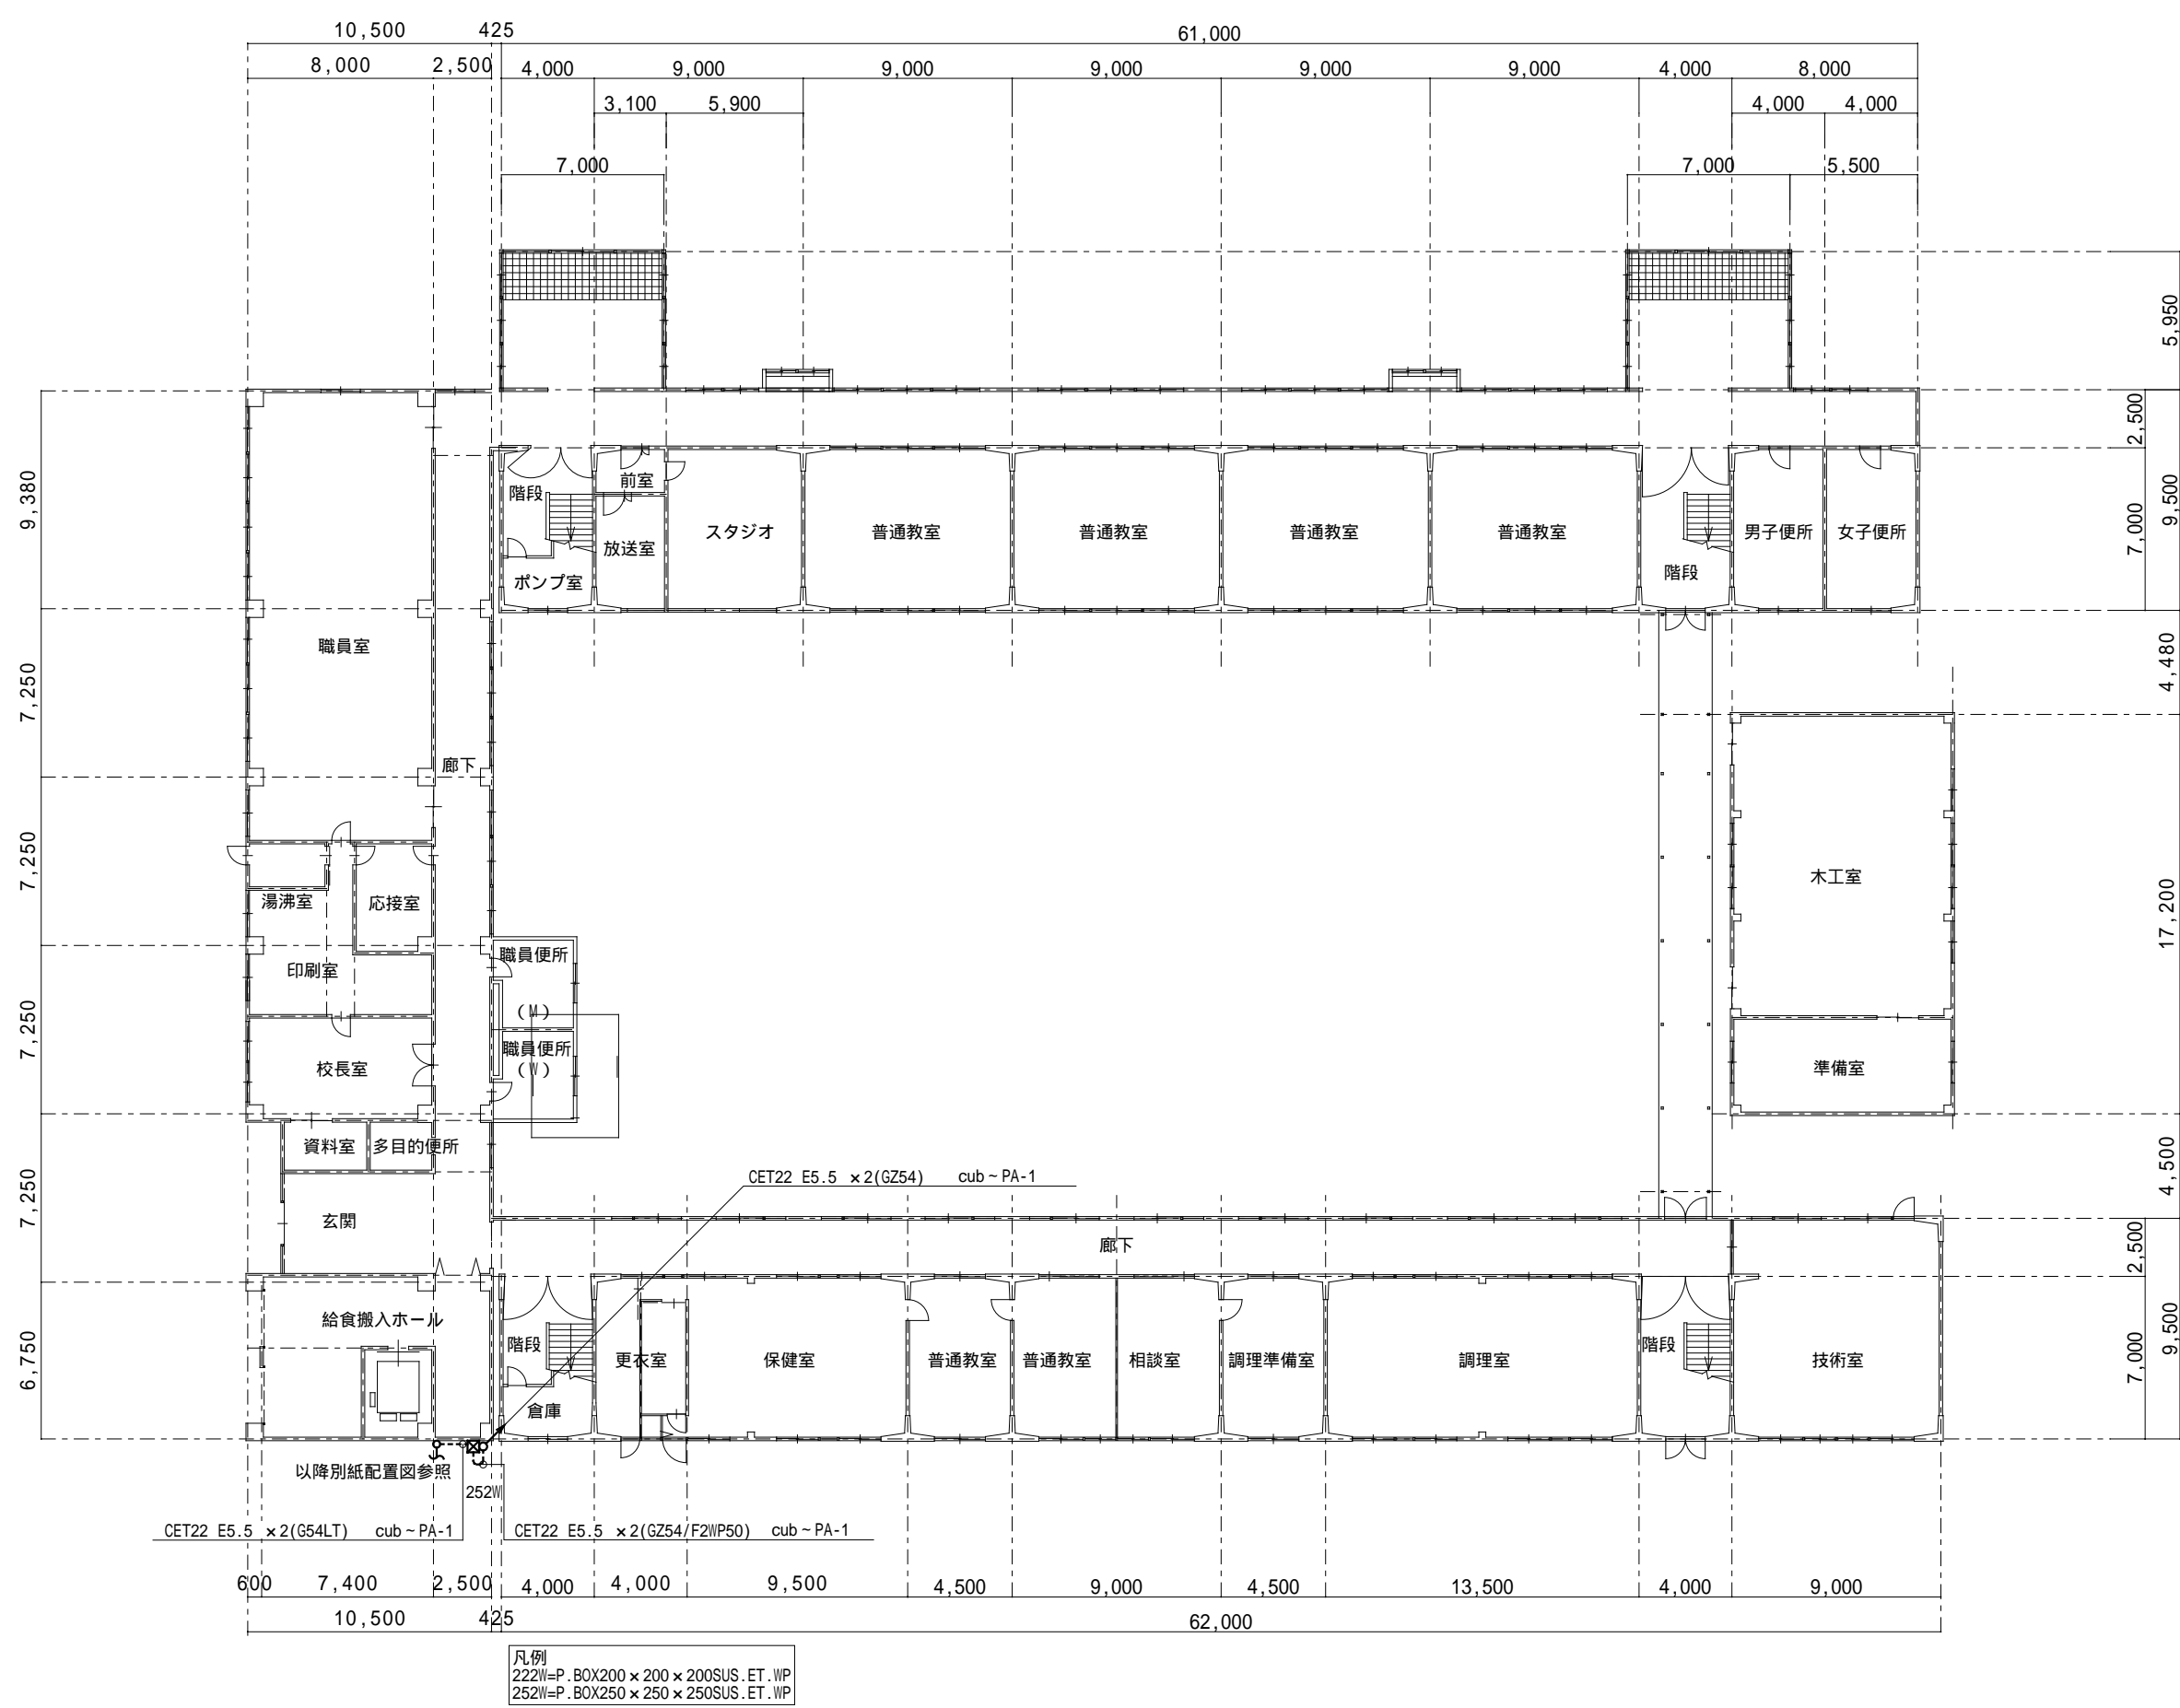 10,500 425 61,000
8,000 2,500 4,000 9,000 9,000 9,000 9,000 9,000 4,000 8,000
3,100 5,900 4,000 4,000
7,000 7,000 5,500
5,950
2,500
9,500
7,000
4,480
17,200
4,500
2,500
9,500
7,000
9,380
7,250
7,250
7,250
7,250
6,750
階段
前室
放送室
ポンプ室
スタジオ
普通教室
普通教室
普通教室
普通教室
階段
男子便所
女子便所
職員室
廊下
湯沸室
応接室
印刷室
職員便所
(M)
職員便所
(W)
校長室
資料室
多目的便所
玄関
木工室
準備室
CET22 E5.5 ×2(GZ54) cub~PA-1
廊下
給食搬入ホール
階段
倉庫
更衣室
保健室
普通教室
普通教室
相談室
調理準備室
調理室
階段
技術室
以降別紙配置図参照
252W
CET22 E5.5 ×2(G54LT) cub~PA-1
CET22 E5.5 ×2(GZ54/F2WP50) cub~PA-1
600 7,400 2,500 4,000 4,000 9,500 4,500 9,000 4,500 13,500 4,000 9,000
10,500 425 62,000
凡例
222W=P.BOX200×200×200SUS.ET.WP
252W=P.BOX250×250×250SUS.ET.WP